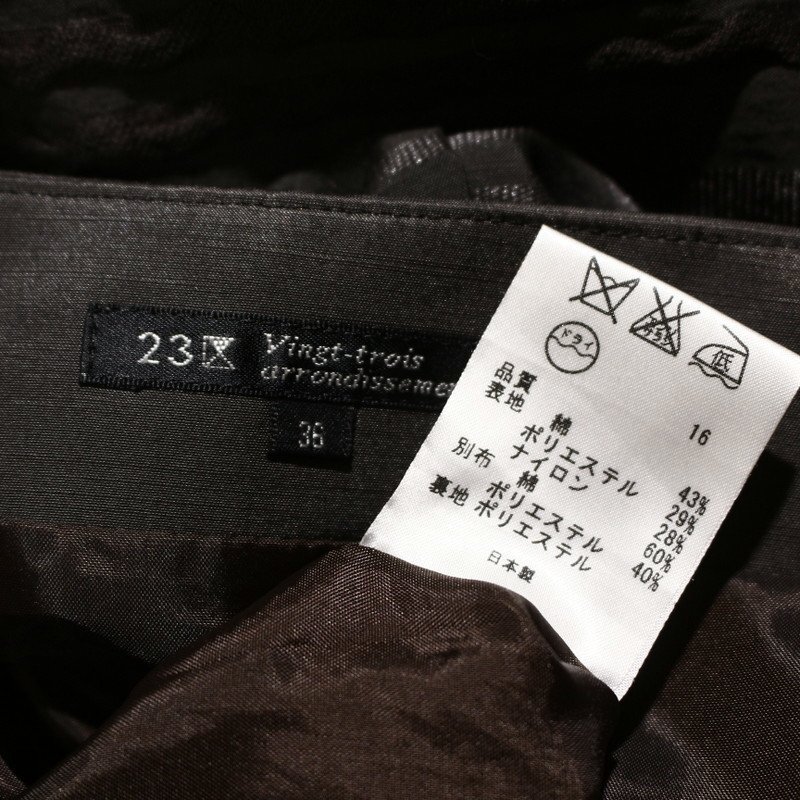 23区 Vingt-trois
arrondisseme
36
ドライ
低
品質 16
表地 綿 43%
ポリエステル 29%
ナイロン 28%
別布 綿 60%
ポリエステル 40%
裏地 ポリエステル
日本製